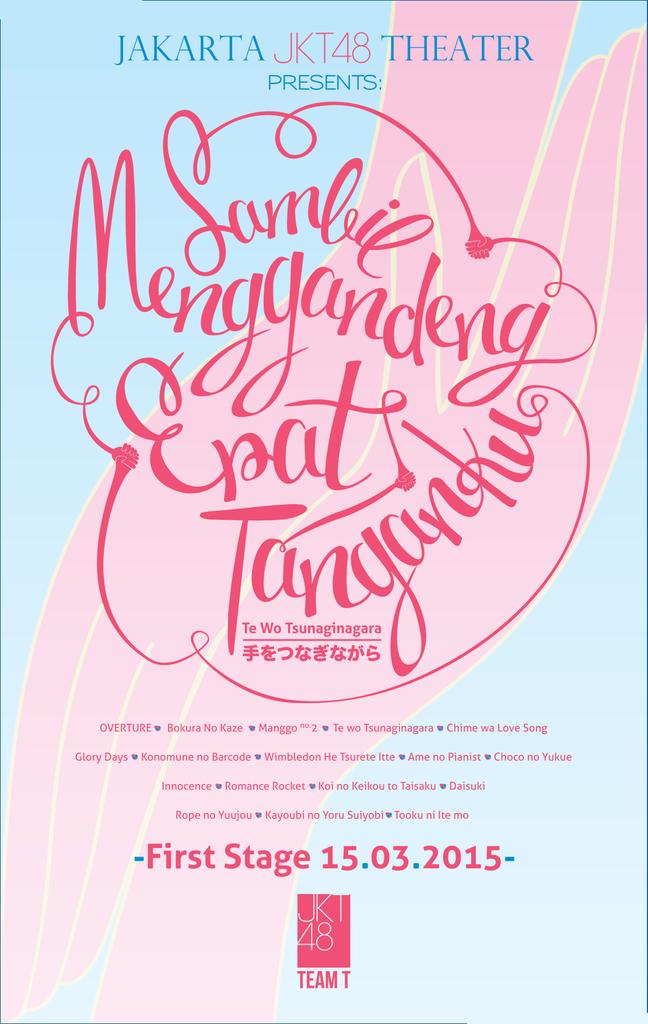 JAKARTA JKT48 THEATER
PRESENTS:
Sambil
Menggandeng
Epat
Tanganku
Te Wo Tsunaginagara
手をつなぎながら
OVERTURE Bokura No Kaze Manggo no.2 Te wo Tsunaginagara Chime wa Love Song
Glory Days Konomune no Barcode Wimbledon He Tsurete Itte Ame no Pianist Choco no Yukue
Innocence Romance Rocket Koi no Keikou to Taisaku Daisuki
Rope no Yuujou Kayoubi no Yoru Suiyobi Tooku ni Ite mo
-First Stage 15.03.2015-
JKT
48
TEAM T